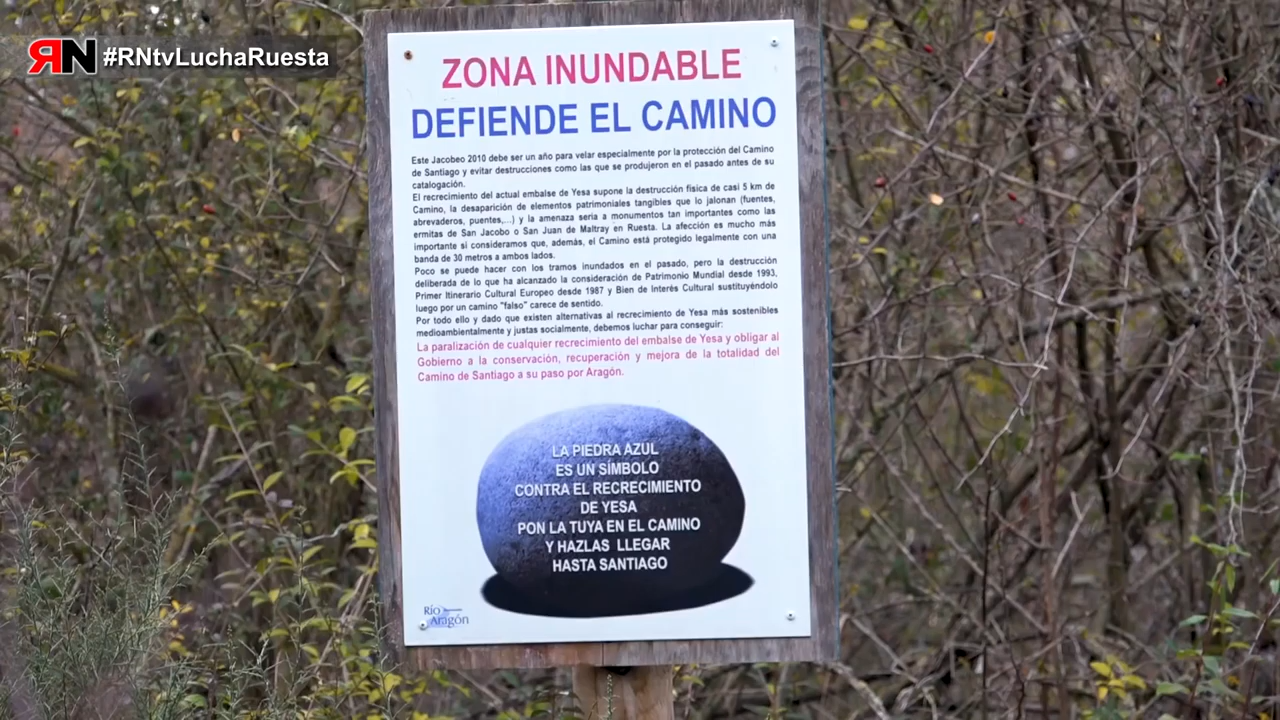 RN #RNtvLuchaRuesta
ZONA INUNDABLE
DEFIENDE EL CAMINO
Este Jacobeo 2010 debe ser un año para velar especialmente por la protección del Camino
de Santiago y evitar destrucciones como las que se produjeron en el pasado antes de su
catalogación.
El recrecimiento del actual embalse de Yesa supone la destrucción física de casi 5 km de
Camino, la desaparición de elementos patrimoniales tangibles que lo jalonan (fuentes,
abrevaderos, puentes,...) y la amenaza seria a monumentos tan importantes como las
ermitas de San Jacobo o San Juan de Maltray en Ruesta. La afección es mucho más
importante si consideramos que, además, el Camino está protegido legalmente con una
banda de 30 metros a ambos lados.
Poco se puede hacer con los tramos inundados en el pasado, pero la destrucción
deliberada de lo que ha alcanzado la consideración de Patrimonio Mundial desde 1993,
Primer Itinerario Cultural Europeo desde 1987 y Bien de Interés Cultural sustituyéndolo
luego por un camino "falso" carece de sentido.
Por todo ello y dado que existen alternativas al recrecimiento de Yesa más sostenibles
medioambientalmente y justas socialmente, debemos luchar para conseguir:
La paralización de cualquier recrecimiento del embalse de Yesa y obligar al
Gobierno a la conservación, recuperación y mejora de la totalidad del
Camino de Santiago a su paso por Aragón.
LA PIEDRA AZUL
ES UN SÍMBOLO
CONTRA EL RECRECIMIENTO
DE YESA
PON LA TUYA EN EL CAMINO
Y HAZLAS LLEGAR
HASTA SANTIAGO
Río
Aragón